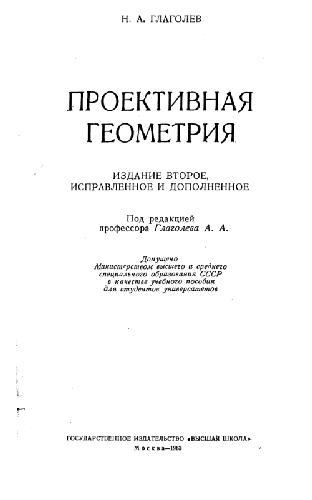 Н. А. ГЛАГОЛЕВ
ПРОЕКТИВНАЯ
ГЕОМЕТРИЯ
ИЗДАНИЕ ВТОРОЕ,
ИСПРАВЛЕННОЕ И ДОПОЛНЕННОЕ
Под редакцией
профессора Глаголева А. А.
Допущено
Министерством высшего и среднего
специального образования СССР
в качестве учебного пособия
для студентов университетов
ГОСУДАРСТВЕННОЕ ИЗДАТЕЛЬСТВО «ВЫСШАЯ ШКОЛА»
Москва—1963